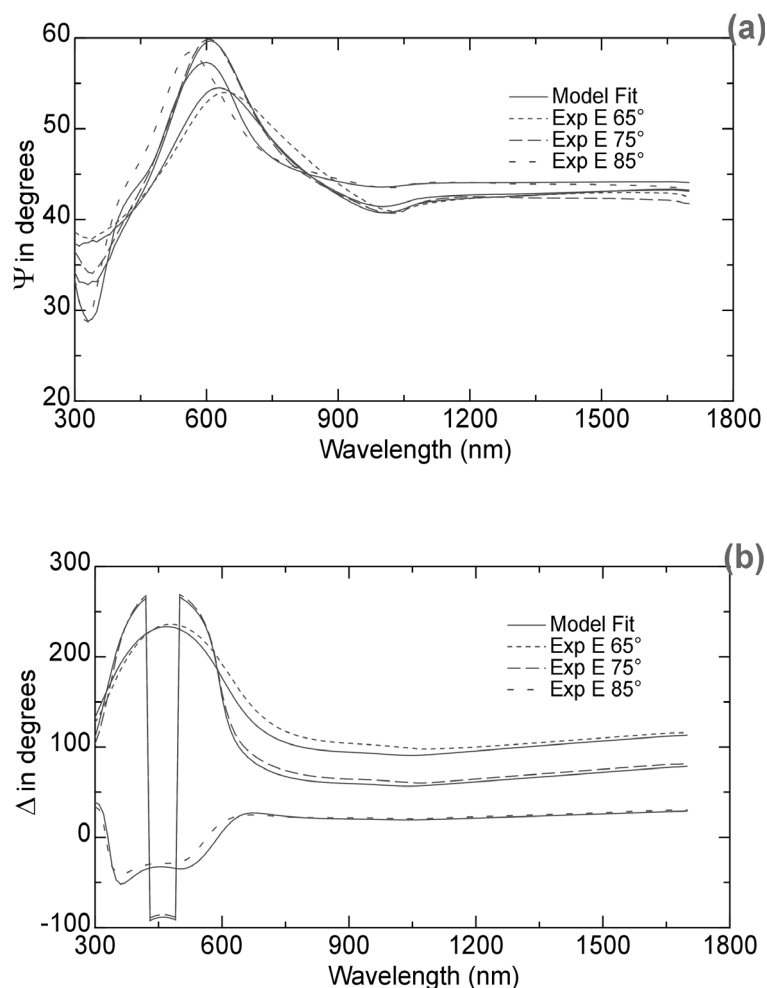 (a)
60
50
40
30
20
Ψ in degrees
Model Fit
Exp E 65°
Exp E 75°
Exp E 85°
300 600 900 1200 1500 1800
Wavelength (nm)
(b)
300
200
100
0
-100
Δ in degrees
Model Fit
Exp E 65°
Exp E 75°
Exp E 85°
300 600 900 1200 1500 1800
Wavelength (nm)